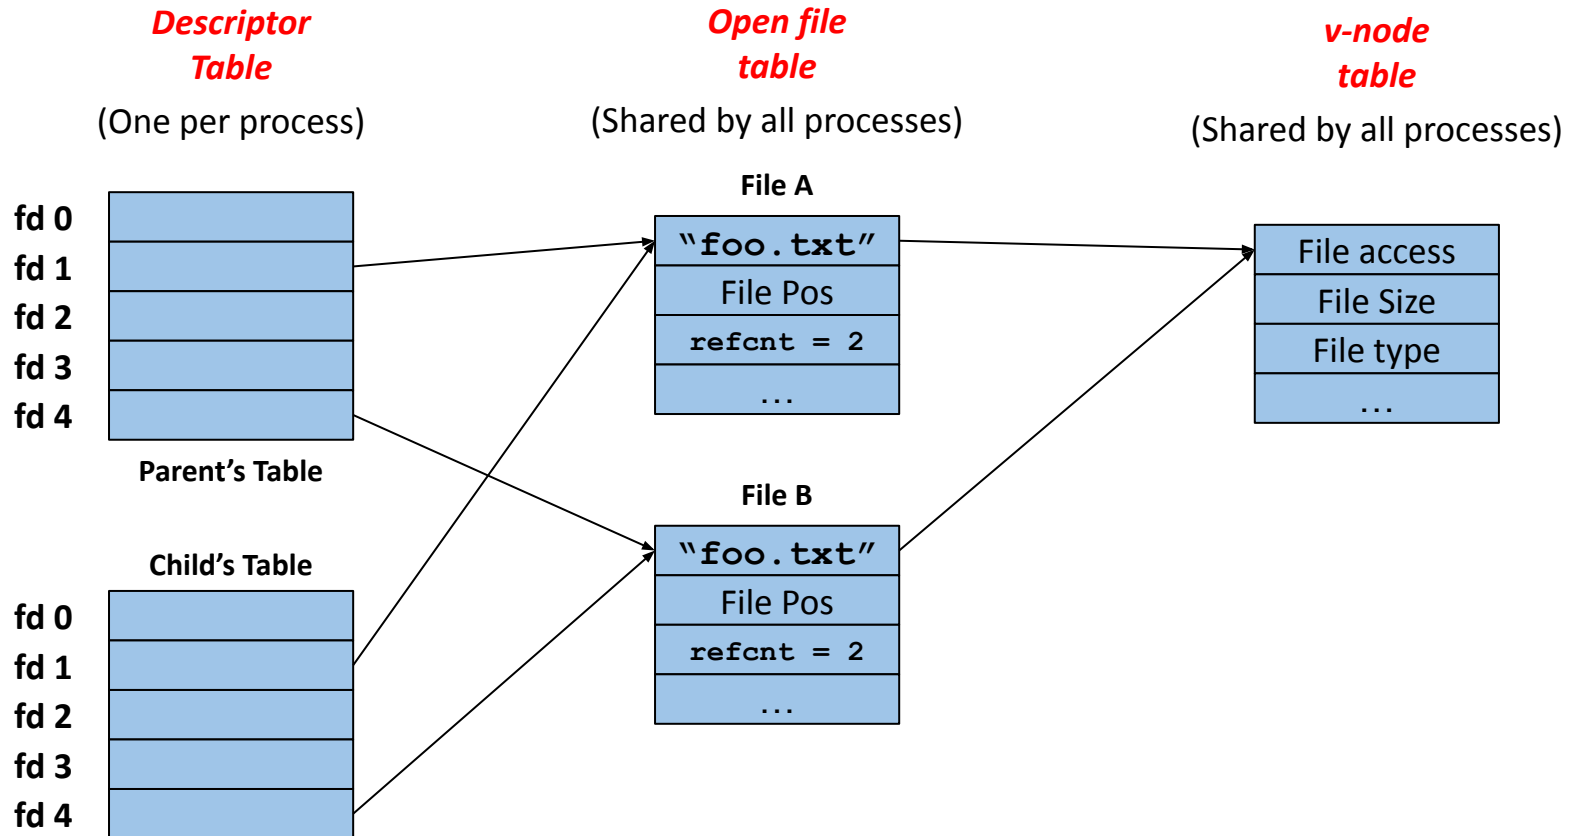 Descriptor
Table
(One per process)
Open file
table
(Shared by all processes)
v-node
table
(Shared by all processes)
fd 0
fd 1
fd 2
fd 3
fd 4
Parent’s Table
Child’s Table
fd 0
fd 1
fd 2
fd 3
fd 4
File A
“foo.txt”
File Pos
refcnt = 2
...
File B
“foo.txt”
File Pos
refcnt = 2
...
File access
File Size
File type
...